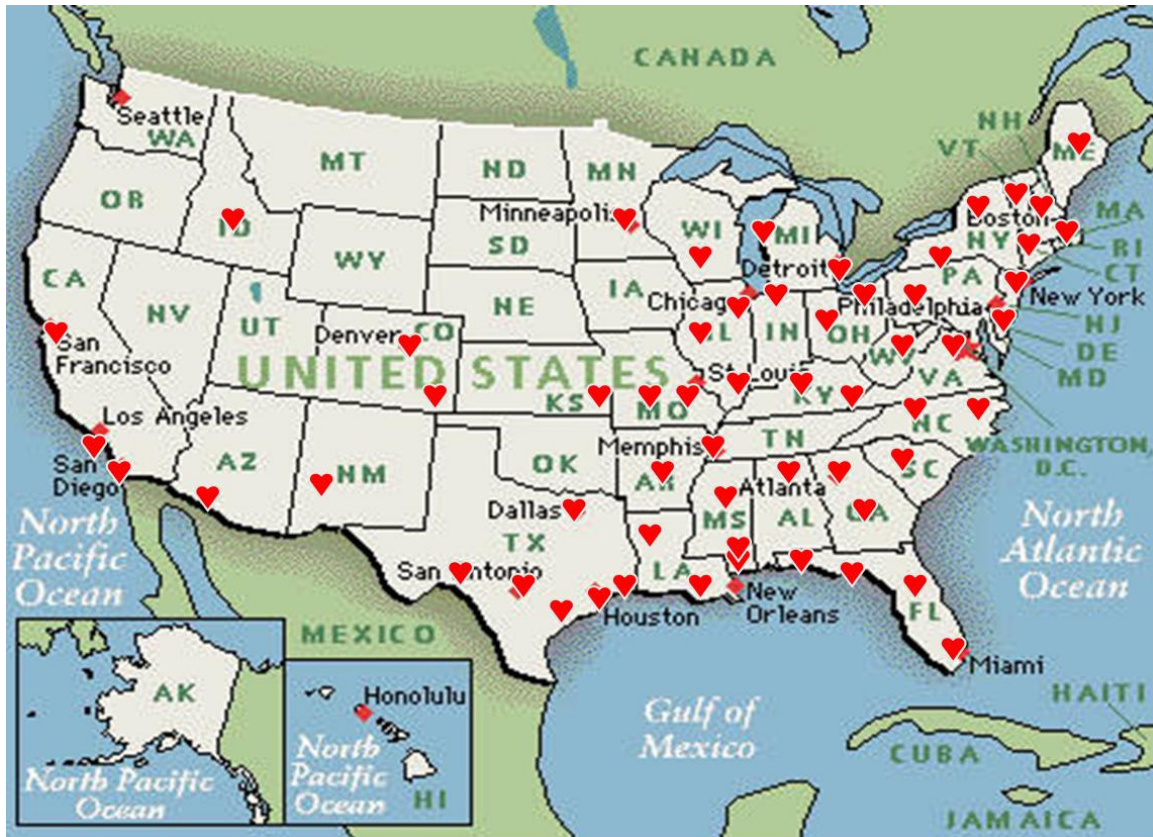 CANADA
NH
VT
ME
Seattle
WA
MT
ND
MN
OR
ID
Minneapolis
SD
WI
MI
Boston
MA
NY
RI
CT
WY
CA
NV
UT
NE
IA
Chicago
Detroit
PA
Philadelphia
New York
NJ
DE
MD
Denver
CO
IL
IN
OH
WV
VA
San
Francisco
UNITED STATES
St. Louis
KS
MO
KY
Los Angeles
San
Diego
AZ
NM
OK
Memphis
TN
NC
WASHINGTON,
D.C.
AR
SC
Atlanta
Dallas
TX
MS
AL
GA
North
Pacific
Ocean
North
Atlantic
Ocean
San Antonio
LA
Houston
New
Orleans
FL
MEXICO
Miami
AK
Honolulu
North Pacific
Ocean
North
Pacific
Ocean
HI
Gulf of
Mexico
HAITI
CUBA
JAMAICA